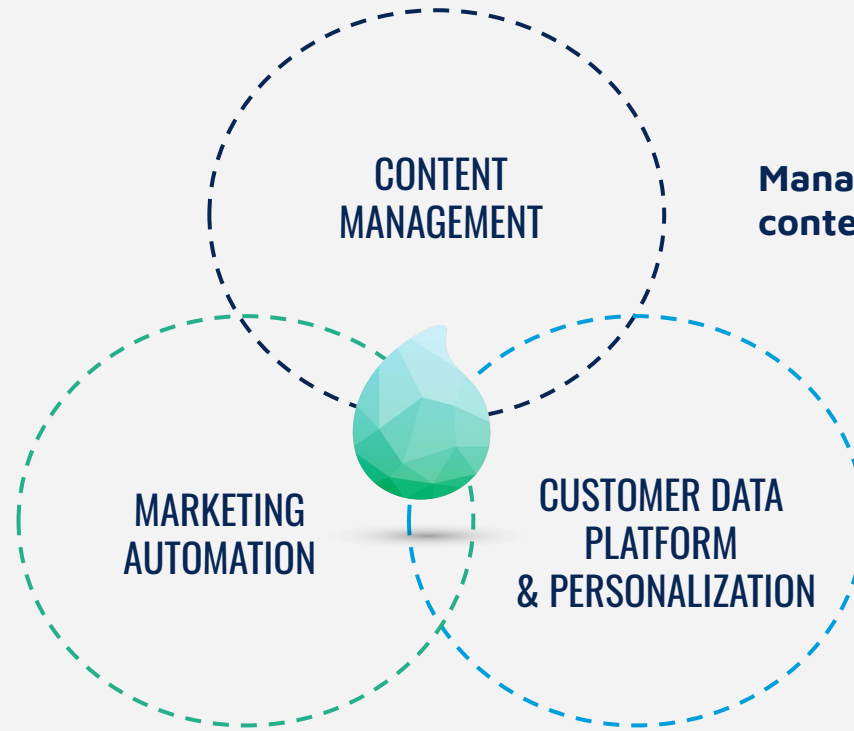 CONTENT
MANAGEMENT
MARKETING
AUTOMATION
CUSTOMER DATA
PLATFORM
& PERSONALIZATION